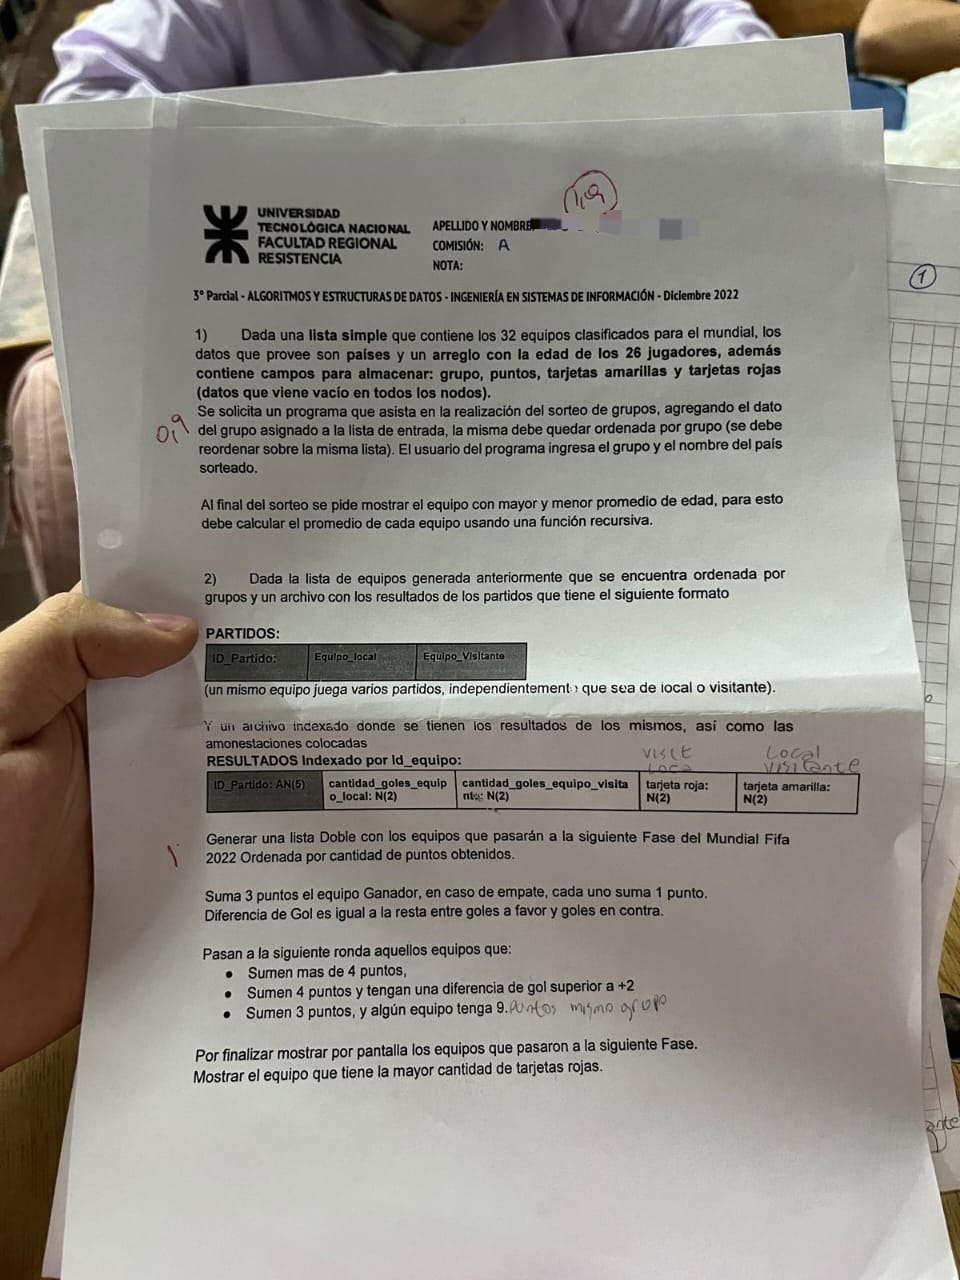 1,9
UNIVERSIDAD
TECNOLÓGICA NACIONAL
FACULTAD REGIONAL
RESISTENCIA
APELLIDO Y NOMBRE:
COMISIÓN: A
NOTA:
1
3° Parcial - ALGORITMOS Y ESTRUCTURAS DE DATOS - INGENIERÍA EN SISTEMAS DE INFORMACIÓN - Diciembre 2022
1) Dada una lista simple que contiene los 32 equipos clasificados para el mundial, los
datos que provee son países y un arreglo con la edad de los 26 jugadores, además
contiene campos para almacenar: grupo, puntos, tarjetas amarillas y tarjetas rojas
(datos que viene vacío en todos los nodos).
Se solicita un programa que asista en la realización del sorteo de grupos, agregando el dato
0,9 del grupo asignado a la lista de entrada, la misma debe quedar ordenada por grupo (se debe
reordenar sobre la misma lista). El usuario del programa ingresa el grupo y el nombre del país
sorteado.
Al final del sorteo se pide mostrar el equipo con mayor y menor promedio de edad, para esto
debe calcular el promedio de cada equipo usando una función recursiva.
2) Dada la lista de equipos generada anteriormente que se encuentra ordenada por
grupos y un archivo con los resultados de los partidos que tiene el siguiente formato
PARTIDOS:
ID_Partido: Equipo_local Equipo_Visitante
(un mismo equipo juega varios partidos, independientemente que sea de local o visitante).
Y un archivo indexado donde se tienen los resultados de los mismos, así como las
amonestaciones colocadas
RESULTADOS Indexado por Id_equipo:
Local
Visitante
ID_Partido: AN(5) cantidad_goles_equip cantidad_goles_equipo_visita tarjeta roja: tarjeta amarilla:
o_local: N(2) nte: N(2) N(2) N(2)
1 Generar una lista Doble con los equipos que pasarán a la siguiente Fase del Mundial Fifa
2022 Ordenada por cantidad de puntos obtenidos.
Suma 3 puntos el equipo Ganador, en caso de empate, cada uno suma 1 punto.
Diferencia de Gol es igual a la resta entre goles a favor y goles en contra.
Pasan a la siguiente ronda aquellos equipos que:
• Sumen mas de 4 puntos,
• Sumen 4 puntos y tengan una diferencia de gol superior a +2
• Sumen 3 puntos, y algún equipo tenga 9. Puntos mismo grupo
Por finalizar mostrar por pantalla los equipos que pasaron a la siguiente Fase.
Mostrar el equipo que tiene la mayor cantidad de tarjetas rojas.